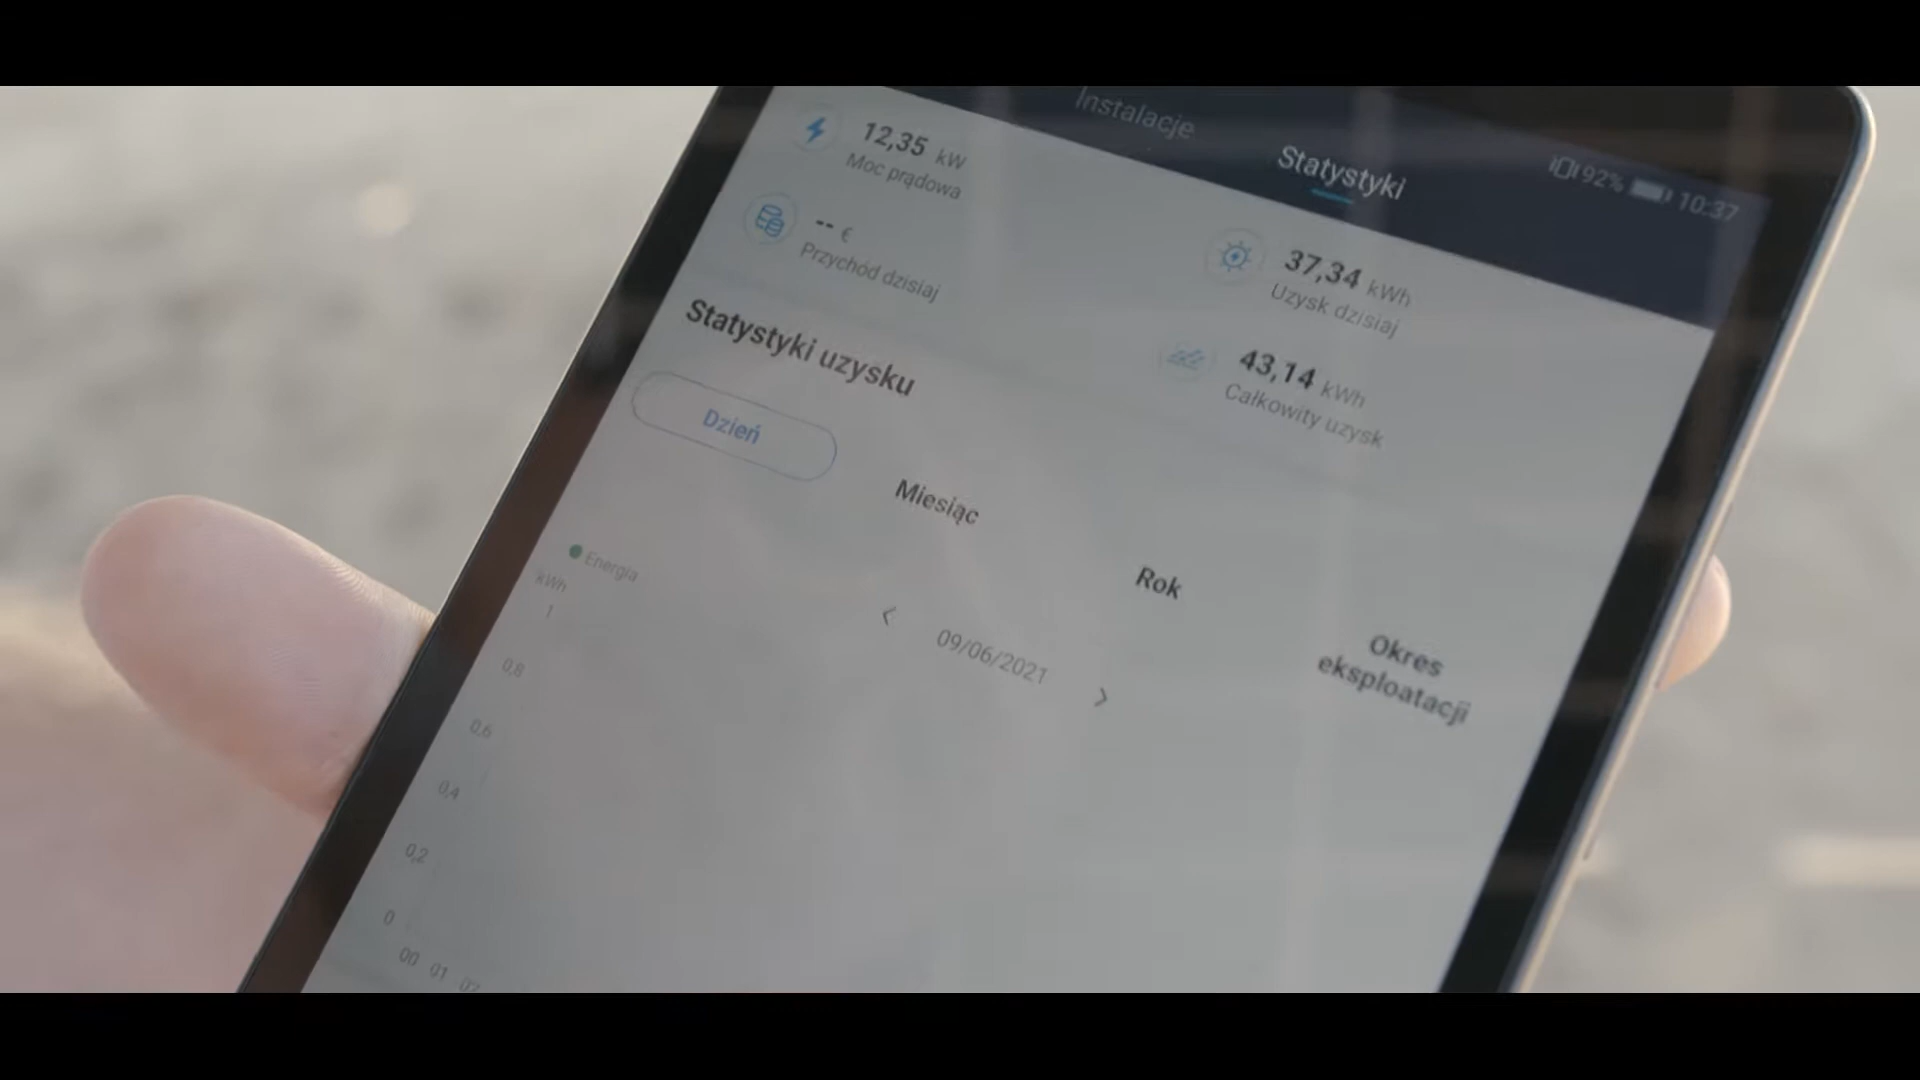 Instalacje
Statystyki
92% 10:37
12,35 kW
Moc prądowa
37,34 kWh
Uzysk dzisiaj
-- €
Przychód dzisiaj
43,14 kWh
Całkowity uzysk
Statystyki uzysku
Dzień
Miesiąc
Rok
Okres
eksploatacji
< 09/06/2021 >
Energia
kWh
1
0,8
0,6
0,4
0,2
0
00 01 02